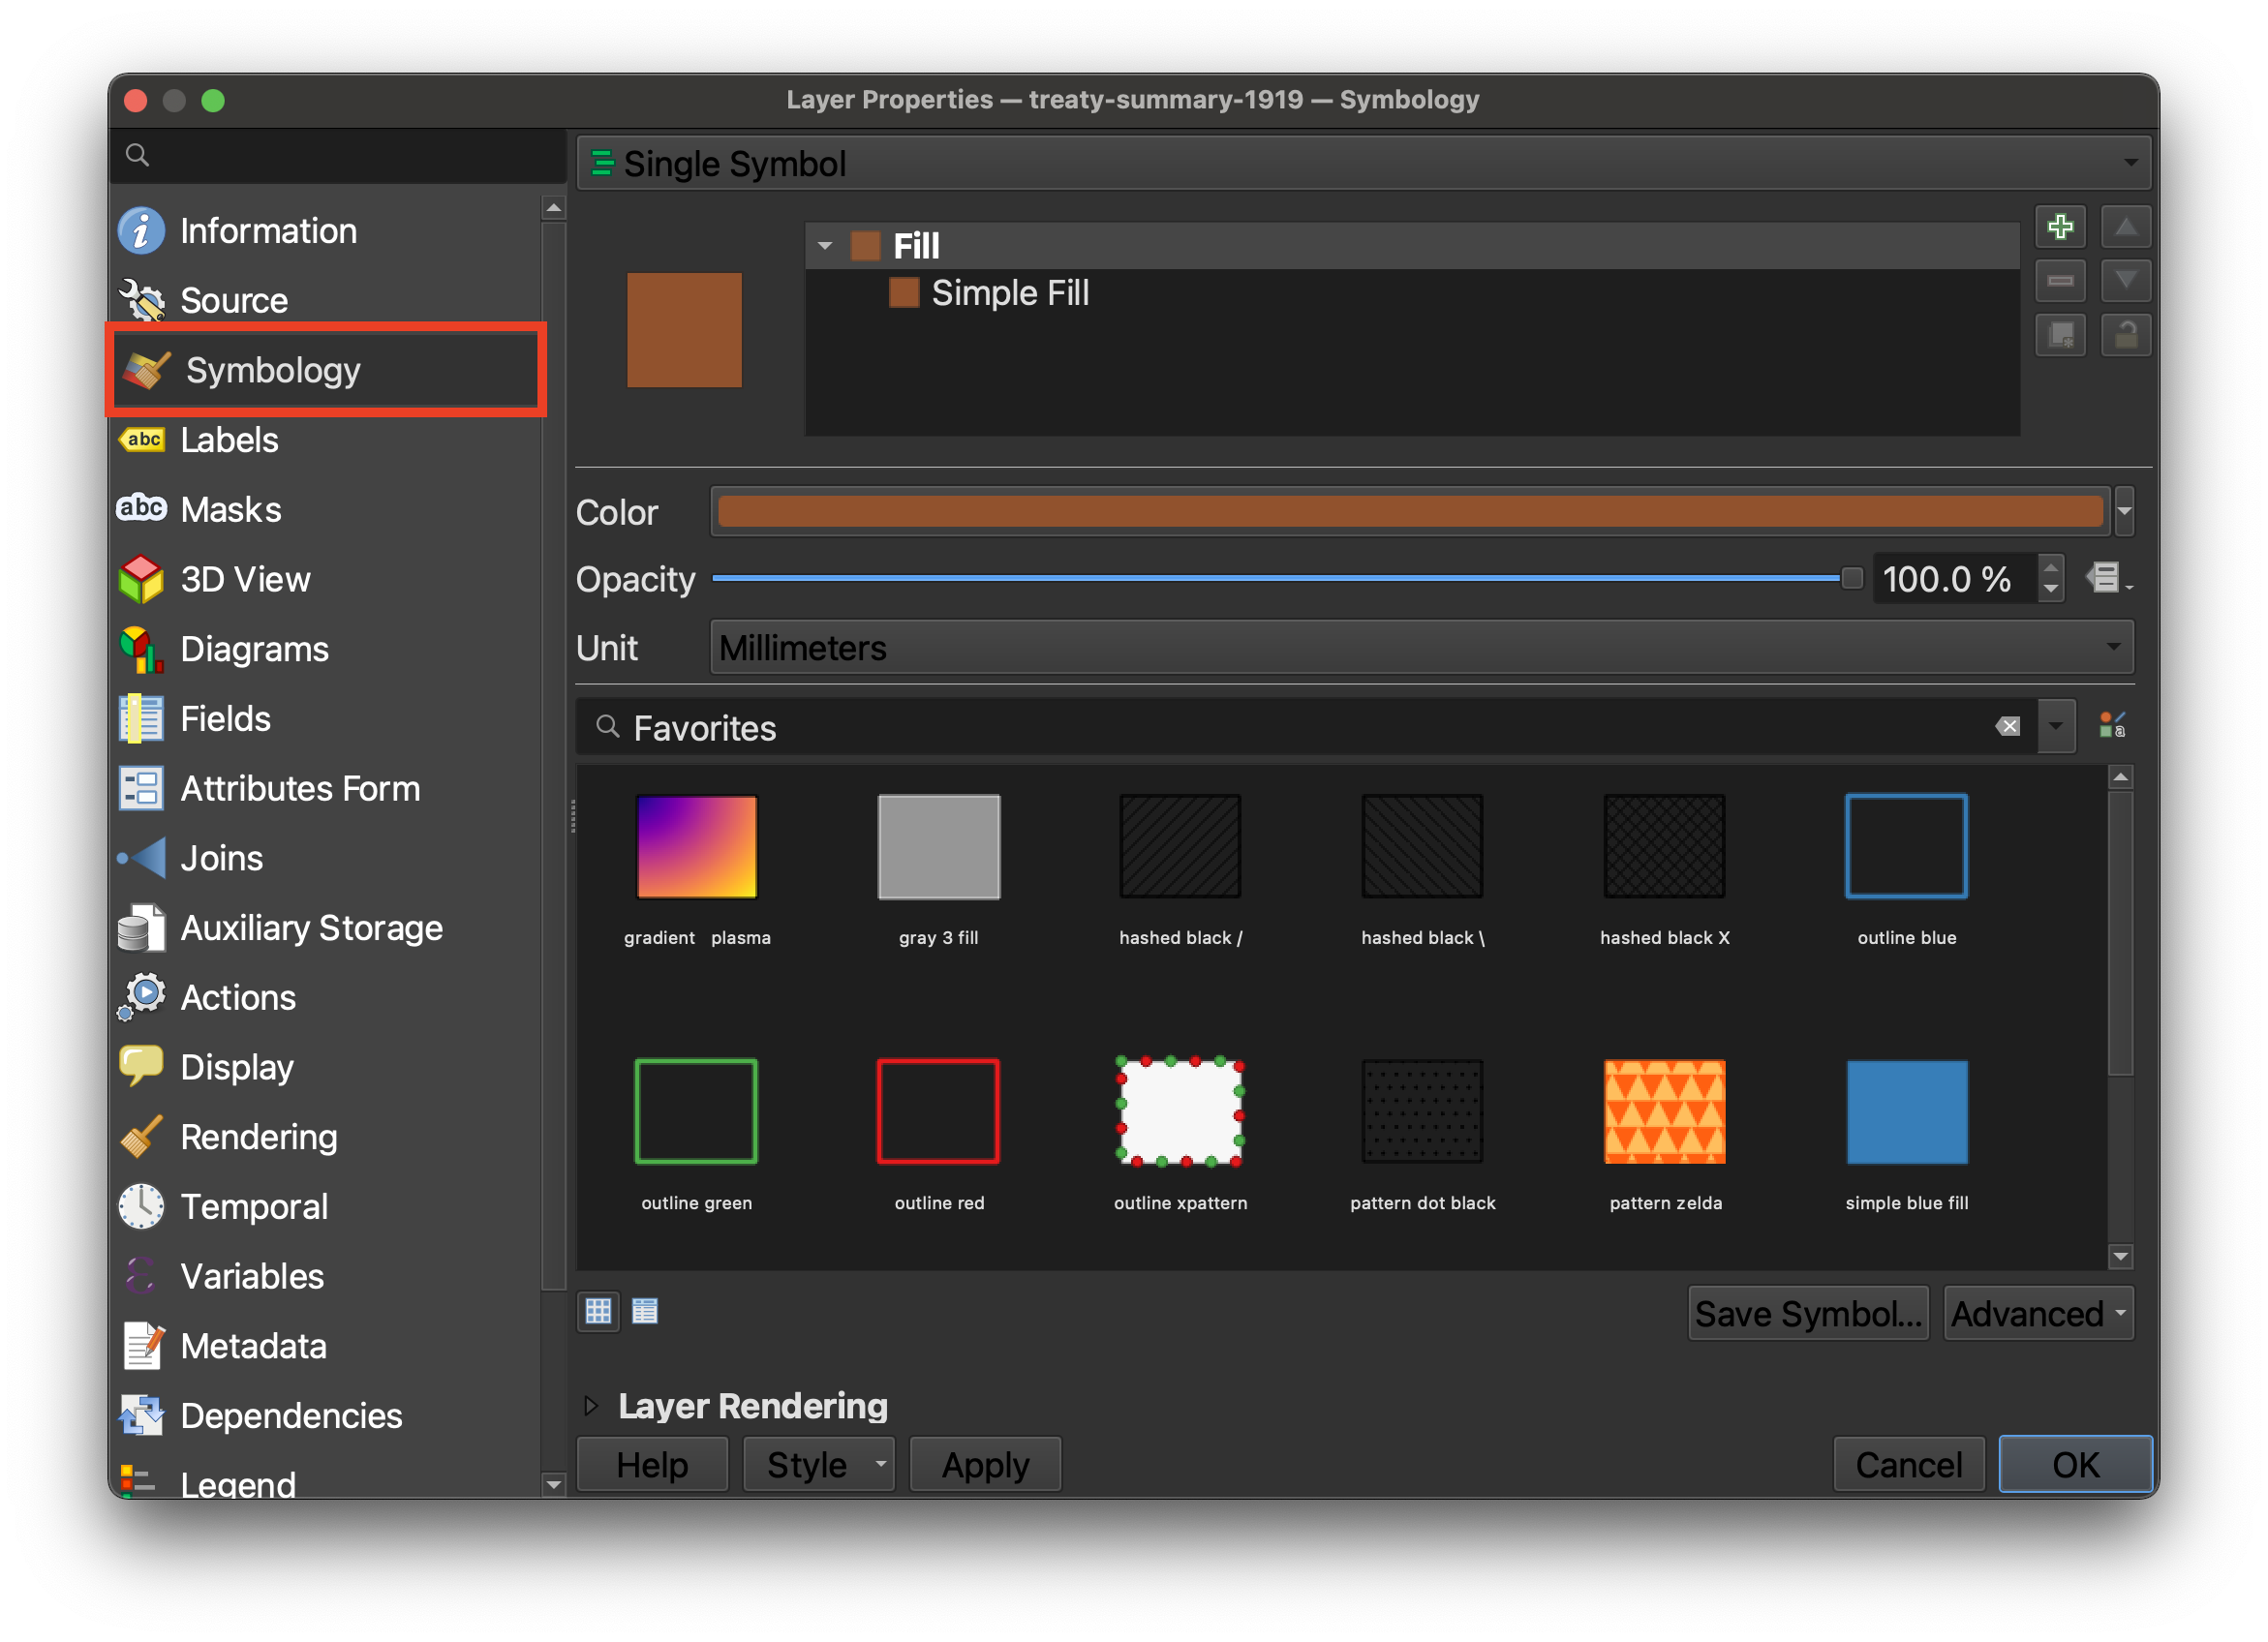 Layer Properties — treaty-summary-1919 — Symbology
Information
Source
Symbology
abc Labels
abc Masks
3D View
Diagrams
Fields
Attributes Form
Joins
Auxiliary Storage
Actions
Display
Rendering
Temporal
Variables
Metadata
Dependencies
Legend
Single Symbol
Fill
Simple Fill
Color
Opacity 100.0 %
Unit Millimeters
Favorites
gradient plasma gray 3 fill hashed black / hashed black \ hashed black X outline blue
outline green outline red outline xpattern pattern dot black pattern zelda simple blue fill
Save Symbol... Advanced
Layer Rendering
Help Style Apply Cancel OK